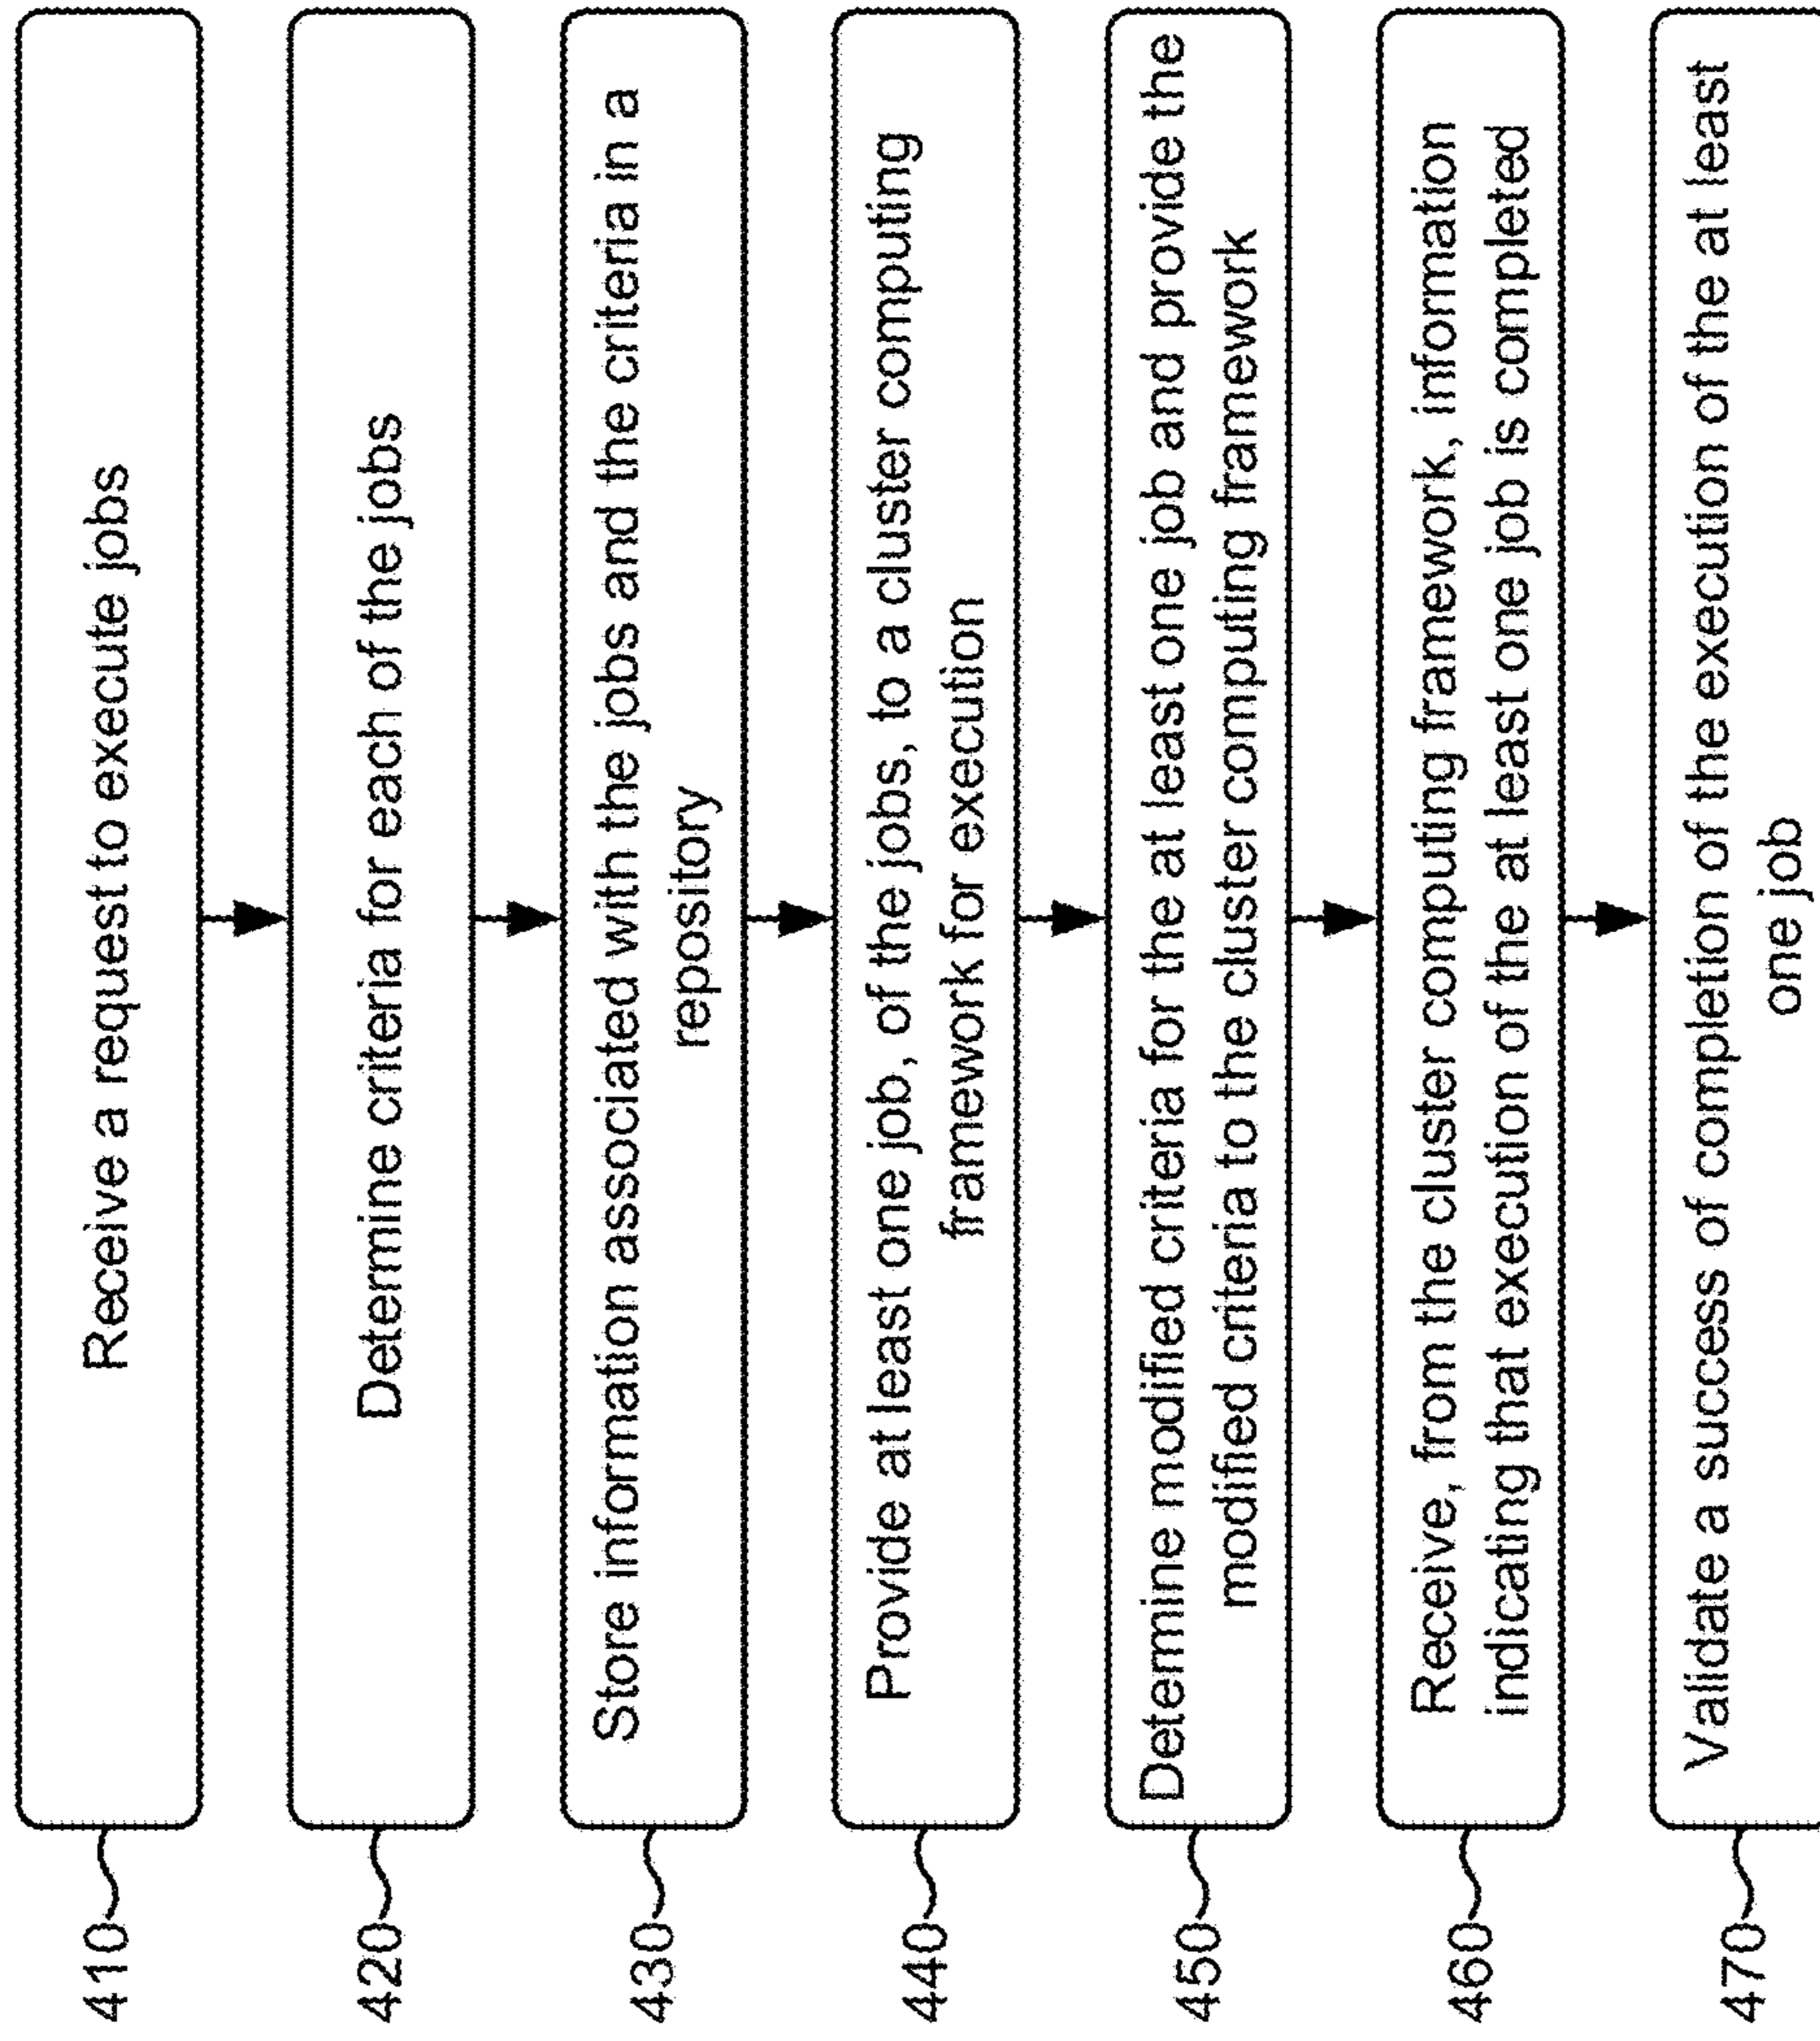 410
Receive a request to execute jobs
420
Determine criteria for each of the jobs
430
Store information associated with the jobs and the criteria in a
repository
440
Provide at least one job, of the jobs, to a cluster computing
framework for execution
450
Determine modified criteria for the at least one job and provide the
modified criteria to the cluster computing framework
460
Receive, from the cluster computing framework, information
indicating that execution of the at least one job is completed
470
Validate a success of completion of the execution of the at least
one job